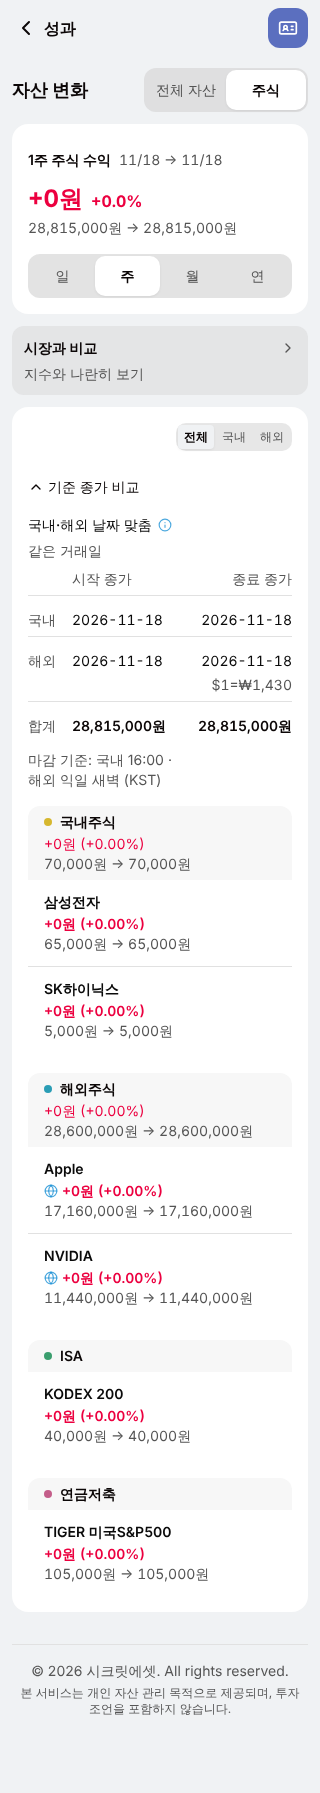 성과
자산 변화
전체 자산 주식
1주 주식 수익 11/18 → 11/18
+0원 +0.0%
28,815,000원 → 28,815,000원
일 주 월 연
시장과 비교
지수와 나란히 보기
전체 국내 해외
기준 종가 비교
국내·해외 날짜 맞춤
같은 거래일
시작 종가 종료 종가
국내 2026-11-18 2026-11-18
해외 2026-11-18 2026-11-18
$1=₩1,430
합계 28,815,000원 28,815,000원
마감 기준: 국내 16:00 ·
해외 익일 새벽 (KST)
국내주식
+0원 (+0.00%)
70,000원 → 70,000원
삼성전자
+0원 (+0.00%)
65,000원 → 65,000원
SK하이닉스
+0원 (+0.00%)
5,000원 → 5,000원
해외주식
+0원 (+0.00%)
28,600,000원 → 28,600,000원
Apple
+0원 (+0.00%)
17,160,000원 → 17,160,000원
NVIDIA
+0원 (+0.00%)
11,440,000원 → 11,440,000원
ISA
KODEX 200
+0원 (+0.00%)
40,000원 → 40,000원
연금저축
TIGER 미국S&P500
+0원 (+0.00%)
105,000원 → 105,000원
© 2026 시크릿에셋. All rights reserved.
본 서비스는 개인 자산 관리 목적으로 제공되며, 투자
조언을 포함하지 않습니다.